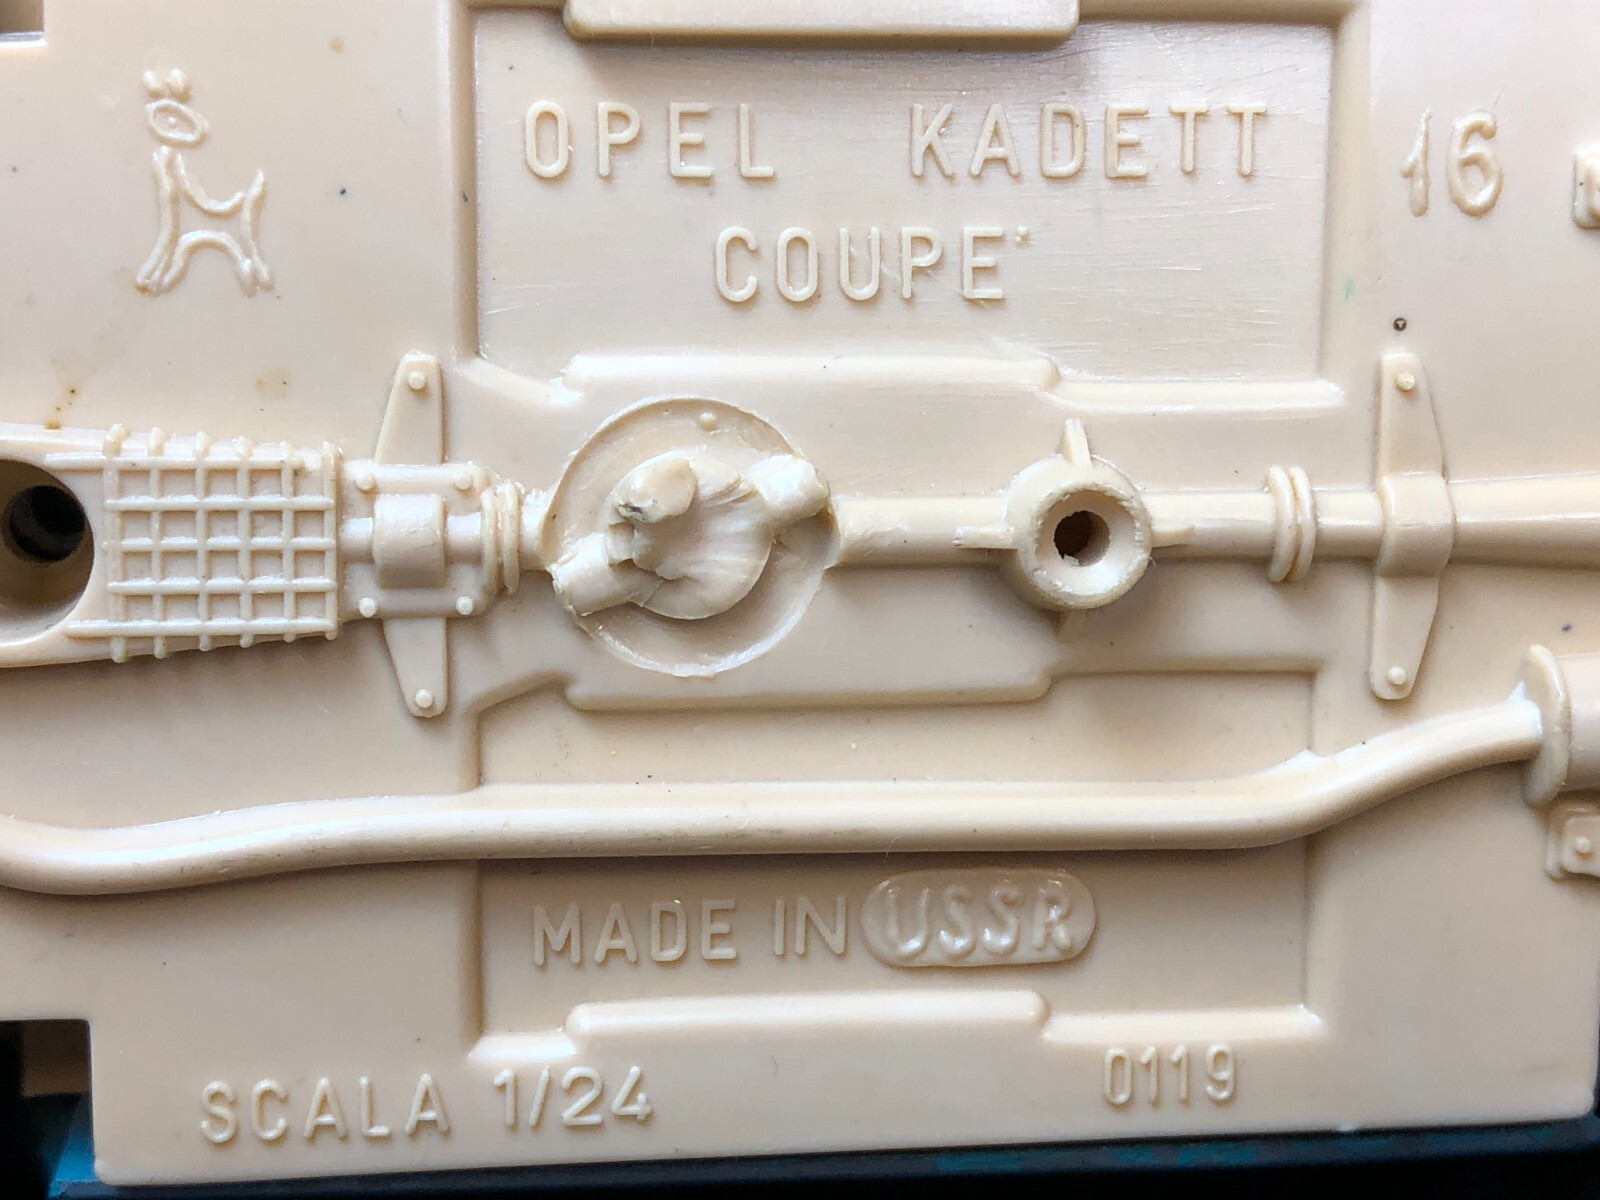 OPEL KADETT
COUPE'
16
MADE IN USSR
SCALA 1/24
0119